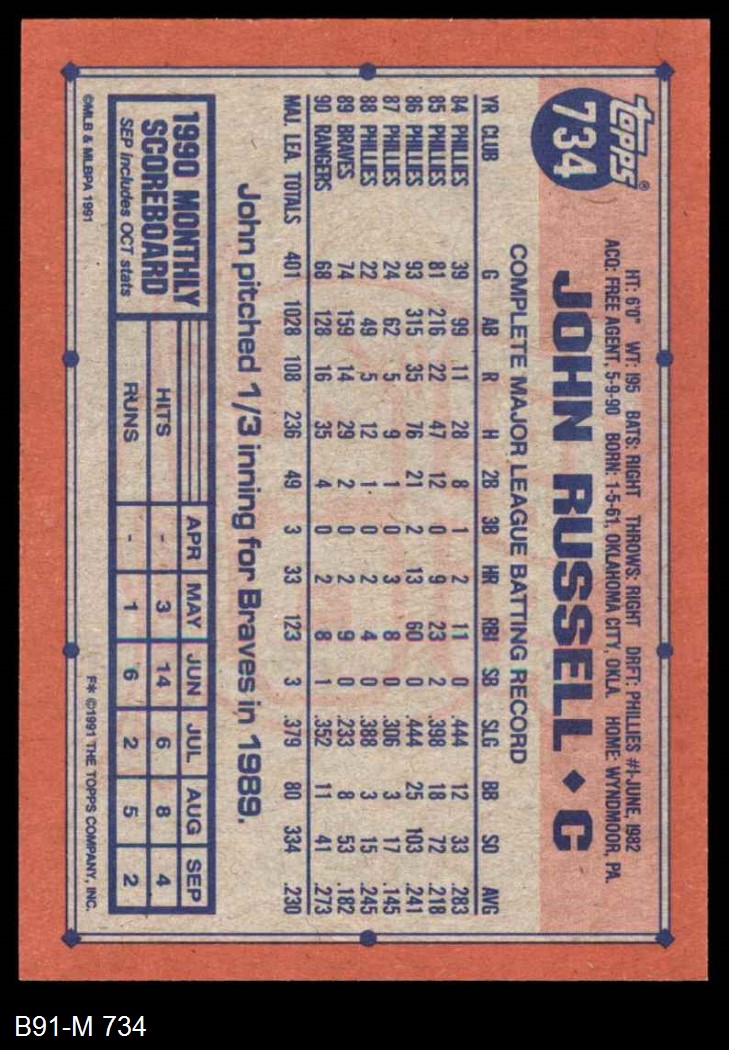 topps®
734
HT: 6'0" WT: 195 BATS: RIGHT THROWS: RIGHT DRFT: PHILLIES #1-JUNE, 1982
ACQ: FREE AGENT, 5-9-90 BORN: 1-5-61, OKLAHOMA CITY, OKLA. HOME: WYNDMOOR, PA.
JOHN RUSSELL ♦ C
COMPLETE MAJOR LEAGUE BATTING RECORD
YR CLUB G AB R H 2B 3B HR RBI SB SLG BB SO AVG
84 PHILLIES 39 99 11 28 8 1 2 11 0 .444 12 33 .283
85 PHILLIES 81 216 22 47 12 0 9 23 2 .398 18 72 .218
86 PHILLIES 93 315 35 76 21 2 13 60 0 .444 25 103 .241
87 PHILLIES 24 62 5 9 1 0 3 8 0 .306 3 17 .145
88 PHILLIES 22 49 5 12 1 0 2 4 0 .388 3 15 .245
89 BRAVES 74 159 14 29 2 0 2 9 0 .233 8 53 .182
90 RANGERS 68 128 16 35 4 0 2 8 1 .352 11 41 .273
MAJ. LEA. TOTALS 401 1028 108 236 49 3 33 123 3 .379 80 334 .230
John pitched 1/3 inning for Braves in 1989.
1990 MONTHLY
SCOREBOARD
SEP includes OCT stats
APR MAY JUN JUL AUG SEP
HITS - 3 14 6 8 4
RUNS - 1 6 2 5 2
©MLB & MLBPA 1991
F* ©1991 THE TOPPS COMPANY, INC.
B91-M 734